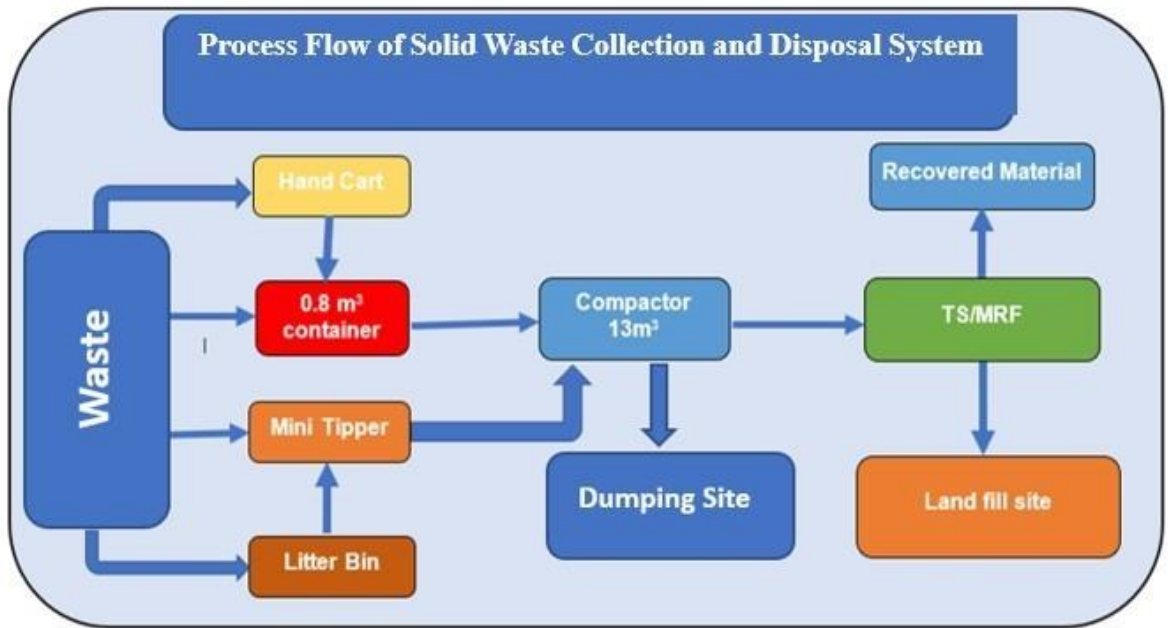 Process Flow of Solid Waste Collection and Disposal System
Hand Cart
Recovered Material
Waste
0.8 m³
container
Compactor
13m³
TS/MRF
Mini Tipper
Dumping Site
Land fill site
Litter Bin